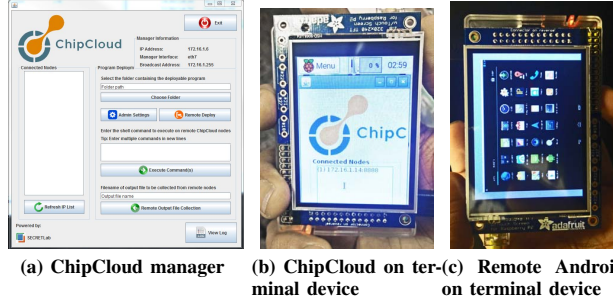 Exit
ChipCloud
Manager Information
IP Address: 172.16.1.6
Manager Interface: eth1
Broadcast Address: 172.16.1.255
Connected Nodes
Program Deployment
Select the folder containing the deployable program
Folder path
Choose Folder
Admin Settings
Remote Deploy
Enter the shell command to execute on remote ChipCloud nodes
Tip: Enter multiple commands in new lines
Execute Command(s)
Filename of output file to be collected from remote nodes
Output file name
Refresh IP List
Remote Output File Collection
Powered by:
SECRETLab
View Log
320x240
for Raspberry Pi
Menu
0 %
02:59
ChipC
Connected Nodes
adafruit
(a) ChipCloud manager
(b) ChipCloud on ter-
minal device
(c) Remote Androi
on terminal device